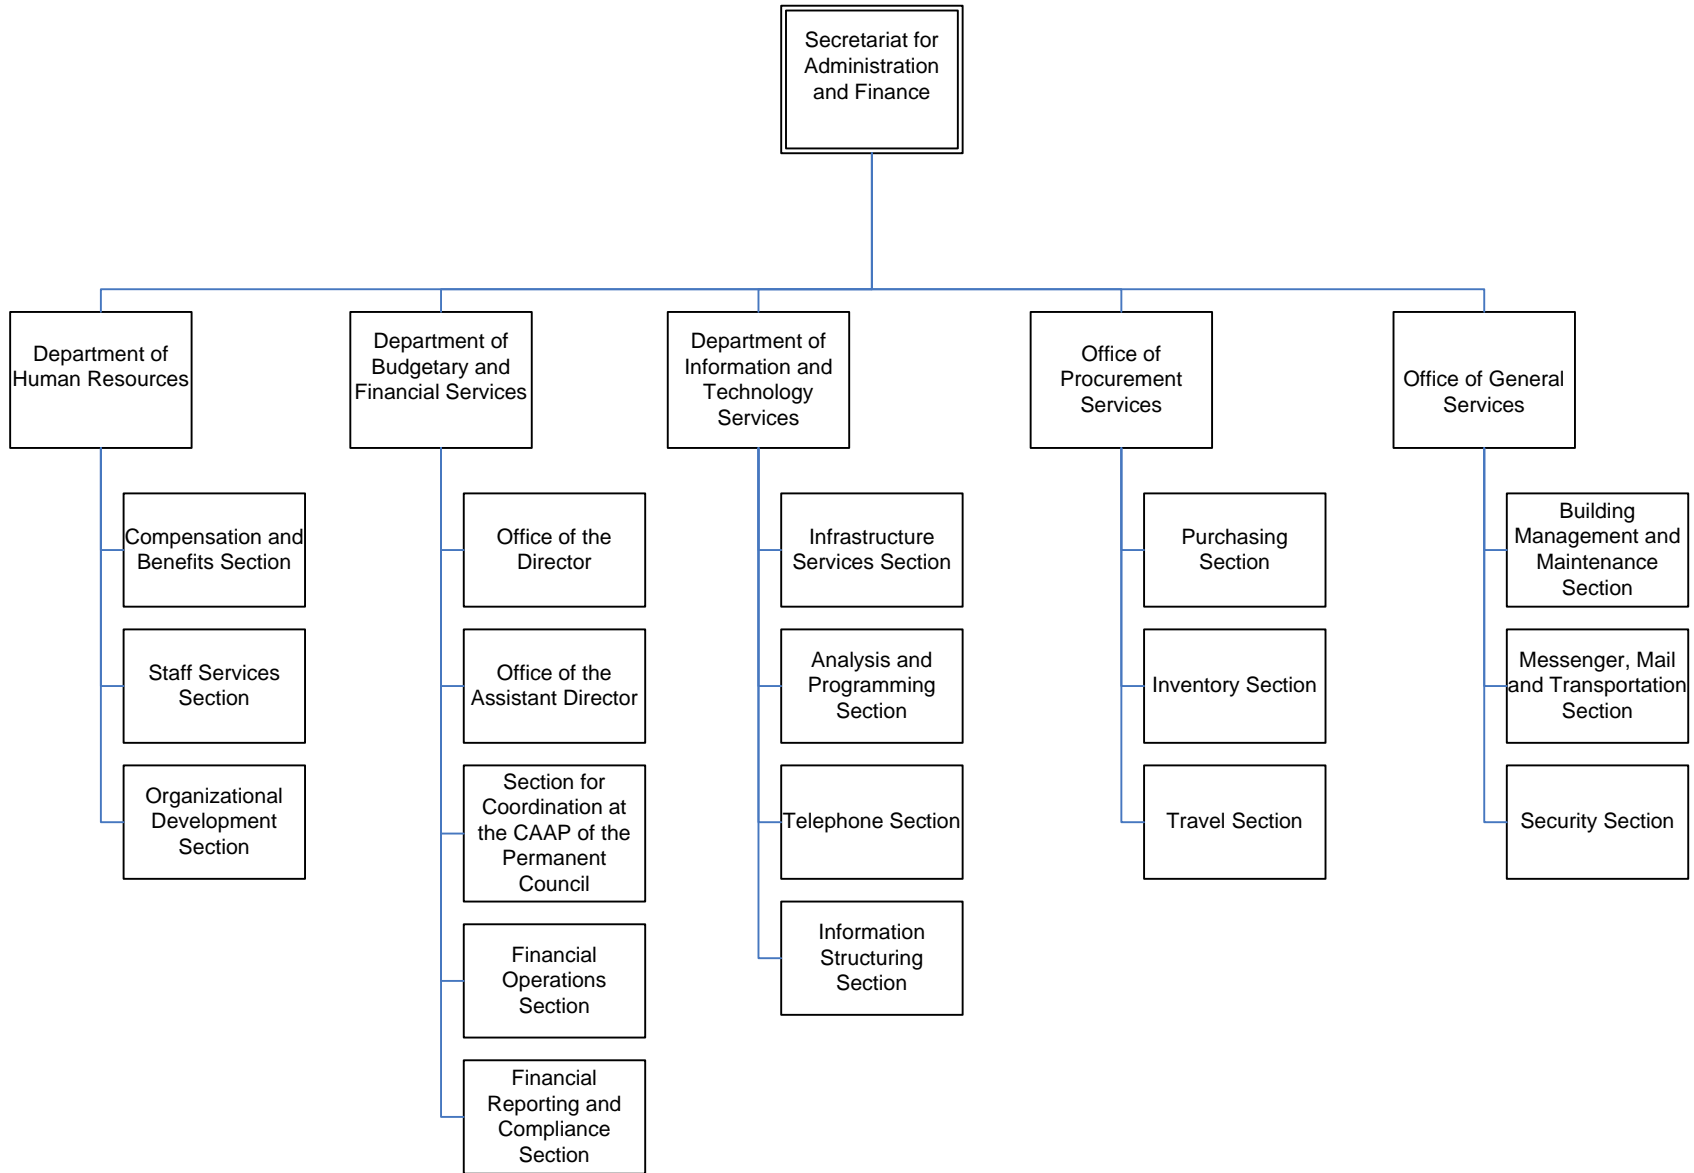 Secretariat for
Administration
and Finance
Department of
Human Resources
Department of
Budgetary and
Financial Services
Department of
Information and
Technology
Services
Office of
Procurement
Services
Office of General
Services
Compensation and
Benefits Section
Staff Services
Section
Organizational
Development
Section
Office of the
Director
Office of the
Assistant Director
Section for
Coordination at
the CAAP of the
Permanent
Council
Financial
Operations
Section
Financial
Reporting and
Compliance
Section
Infrastructure
Services Section
Analysis and
Programming
Section
Telephone Section
Information
Structuring
Section
Purchasing
Section
Inventory Section
Travel Section
Building
Management and
Maintenance
Section
Messenger, Mail
and Transportation
Section
Security Section